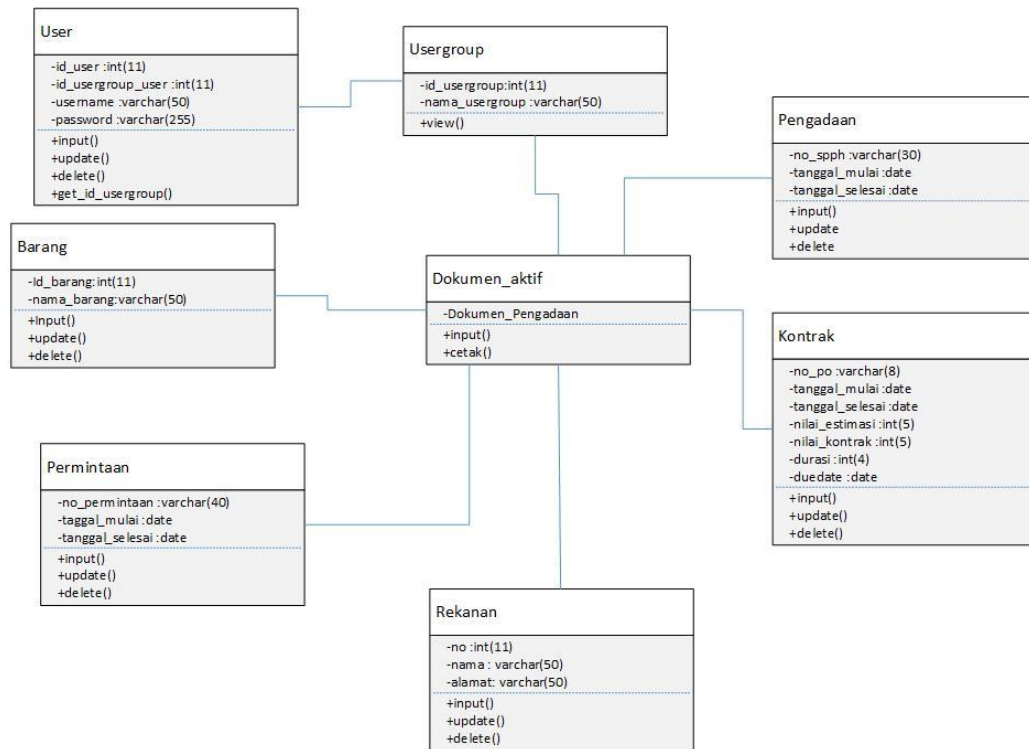 User
-id_user :int(11)
-id_usergroup_user :int(11)
-username :varchar(50)
-password :varchar(255)
+input()
+update()
+delete()
+get_id_usergroup()
Usergroup
-id_usergroup:int(11)
-nama_usergroup :varchar(50)
+view()
Pengadaan
-no_spph :varchar(30)
-tanggal_mulai :date
-tanggal_selesai :date
+input()
+update
+delete
Barang
-Id_barang:int(11)
-nama_barang:varchar(50)
+Input()
+update()
+delete()
Dokumen_aktif
-Dokumen_Pengadaan
+input()
+cetak()
Kontrak
-no_po :varchar(8)
-tanggal_mulai :date
-tanggal_selesai :date
-nilai_estimasi :int(5)
-nilai_kontrak :int(5)
-durasi :int(4)
-duedate :date
+input()
+update()
+delete()
Permintaan
-no_permintaan :varchar(40)
-taggal_mulai :date
-tanggal_selesai :date
+input()
+update()
+delete()
Rekanan
-no :int(11)
-nama : varchar(50)
-alamat: varchar(50)
+input()
+update()
+delete()